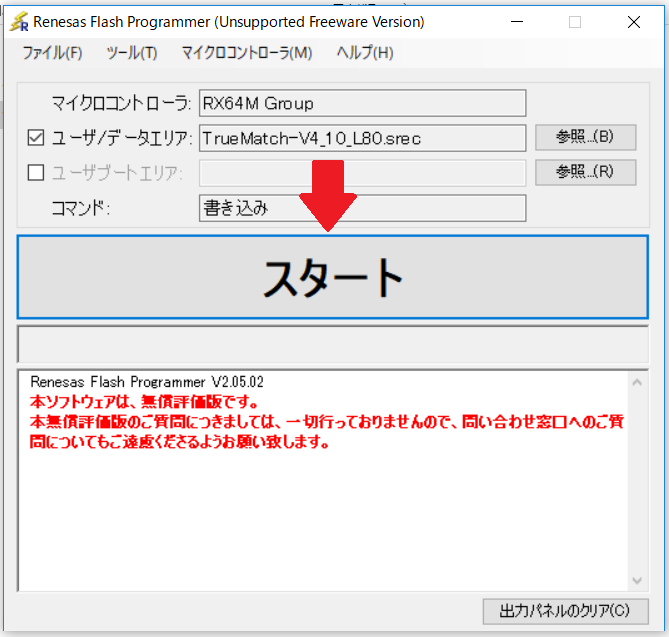 Renesas Flash Programmer (Unsupported Freeware Version)
ファイル(F) ツール(T) マイクロコントローラ(M) ヘルプ(H)
マイクロコントローラ: RX64M Group
ユーザ/データエリア: TrueMatch-V4_10_L80.srec 参照...(B)
ユーザブートエリア: 参照...(R)
コマンド: 書き込み
スタート
Renesas Flash Programmer V2.05.02
本ソフトウェアは、無償評価版です。
本無償評価版のご質問につきましては、一切行っておりませんので、問い合わせ窓口へのご質
問についてもご遠慮くださるようお願い致します。
出力パネルのクリア(C)